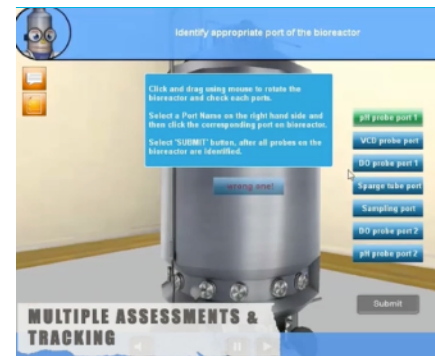 Identify appropriate port of the bioreactor
Click and drag using mouse to rotate the
bioreactor and check each ports.
Select a Port Name on the right hand side and
then click the corresponding port on bioreactor.
Select "SUBMIT" button, after all probes on the
bioreactor are Identified.
wrong one!
pH probe port 1
VCD probe port
DO probe port 1
Sparge tube port
Sampling port
DO probe port 2
pH probe port 2
Submit
MULTIPLE ASSESSMENTS &
TRACKING